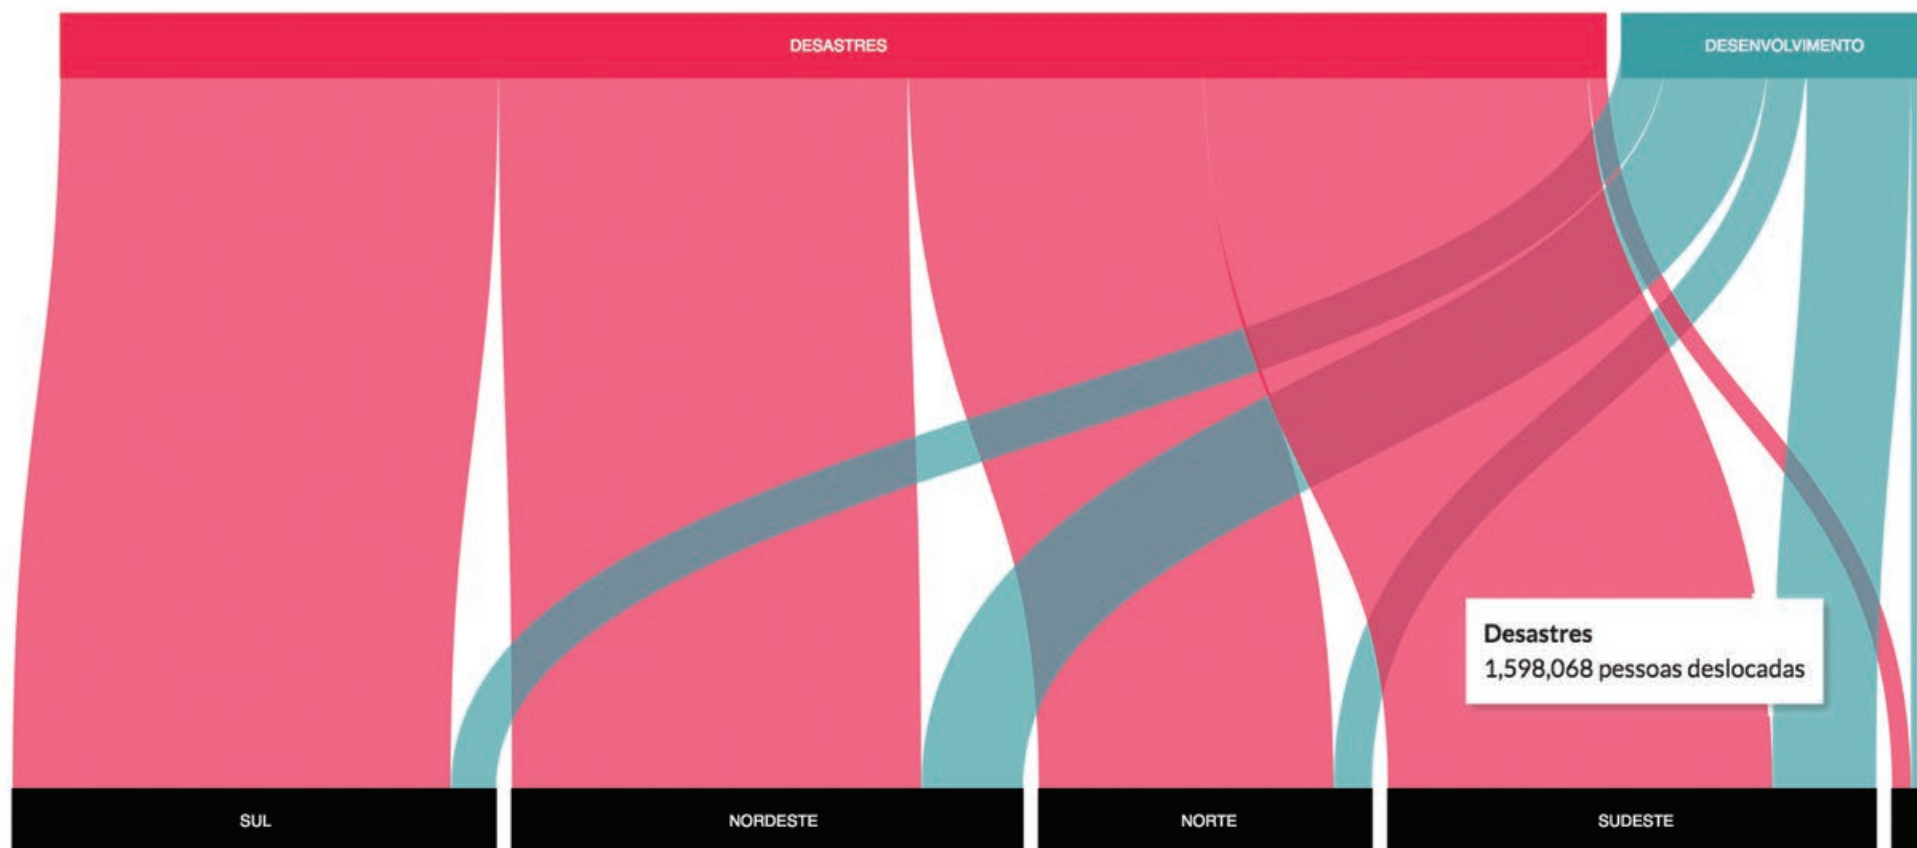 DESASTRES
DESENVOLVIMENTO
Desastres
1,598,068 pessoas deslocadas
SUL
NORDESTE
NORTE
SUDESTE